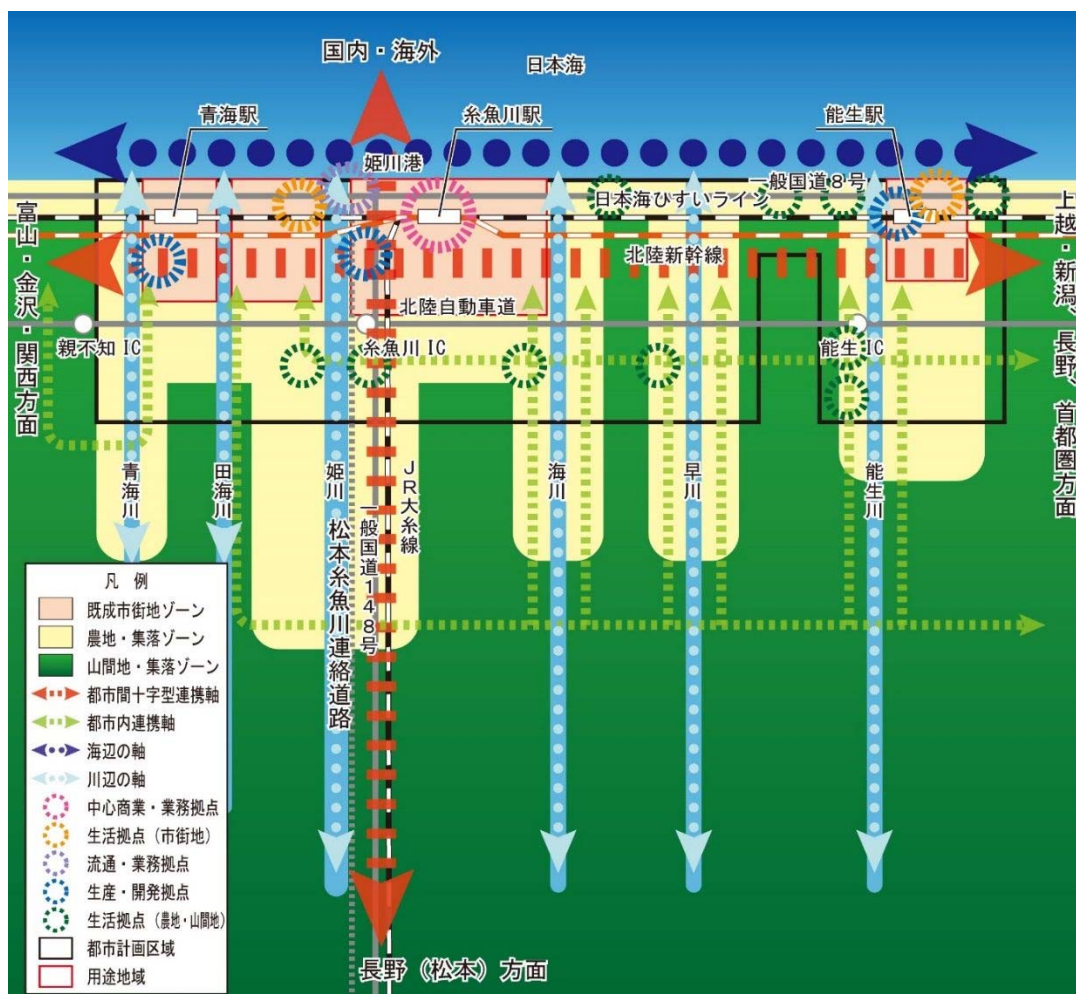 国内・海外
日本海
青海駅
糸魚川駅
能生駅
姫川港
一般国道8号
日本海ひすいライン
北陸新幹線
北陸自動車道
富山・金沢・関西方面
上越・新潟、長野、首都圏方面
親不知IC
糸魚川IC
能生IC
青海川
田海川
姫川
松本糸魚川連絡道路
一般国道148号
JR大糸線
海川
早川
能生川
長野(松本)方面
凡 例
既成市街地ゾーン
農地・集落ゾーン
山間地・集落ゾーン
都市間十字型連携軸
都市内連携軸
海辺の軸
川辺の軸
中心商業・業務拠点
生活拠点(市街地)
流通・業務拠点
生産・開発拠点
生活拠点(農地・山間地)
都市計画区域
用途地域